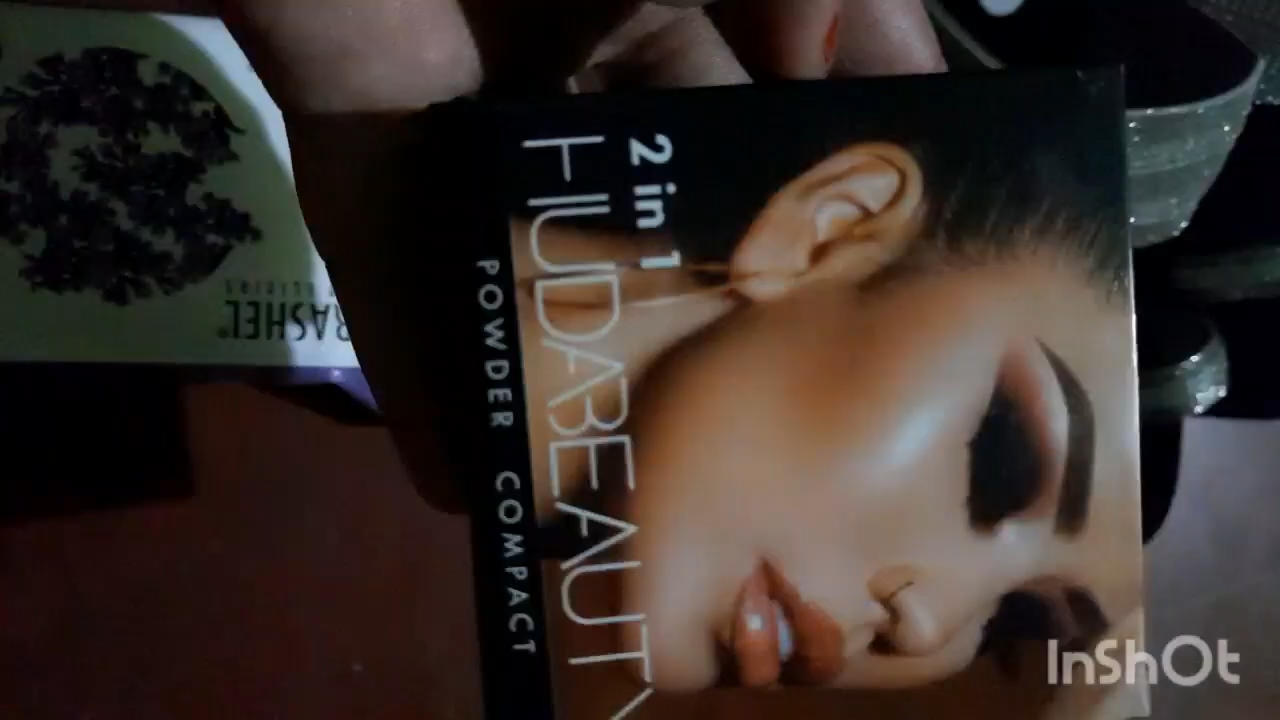 2 in 1
HUDABEAUTY
POWDER COMPACT
RASHEL®
InShOt